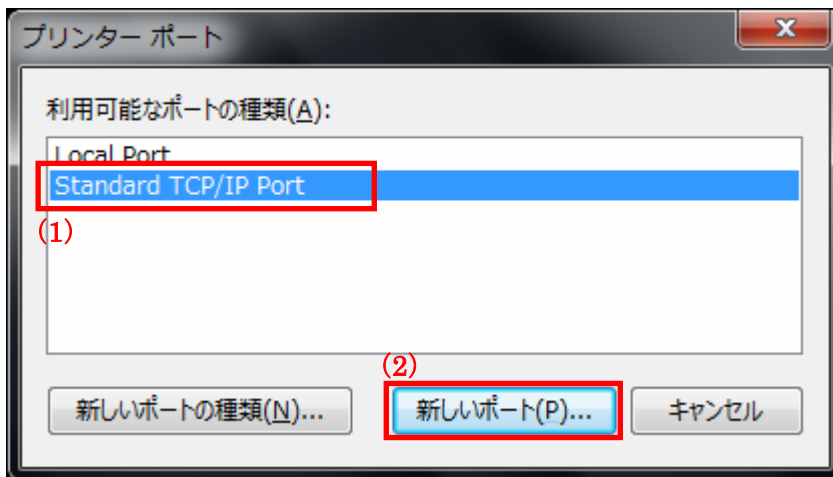 プリンター ポート
利用可能なポートの種類(A):
Local Port
Standard TCP/IP Port
(1)
(2)
新しいポートの種類(N)... 新しいポート(P)... キャンセル